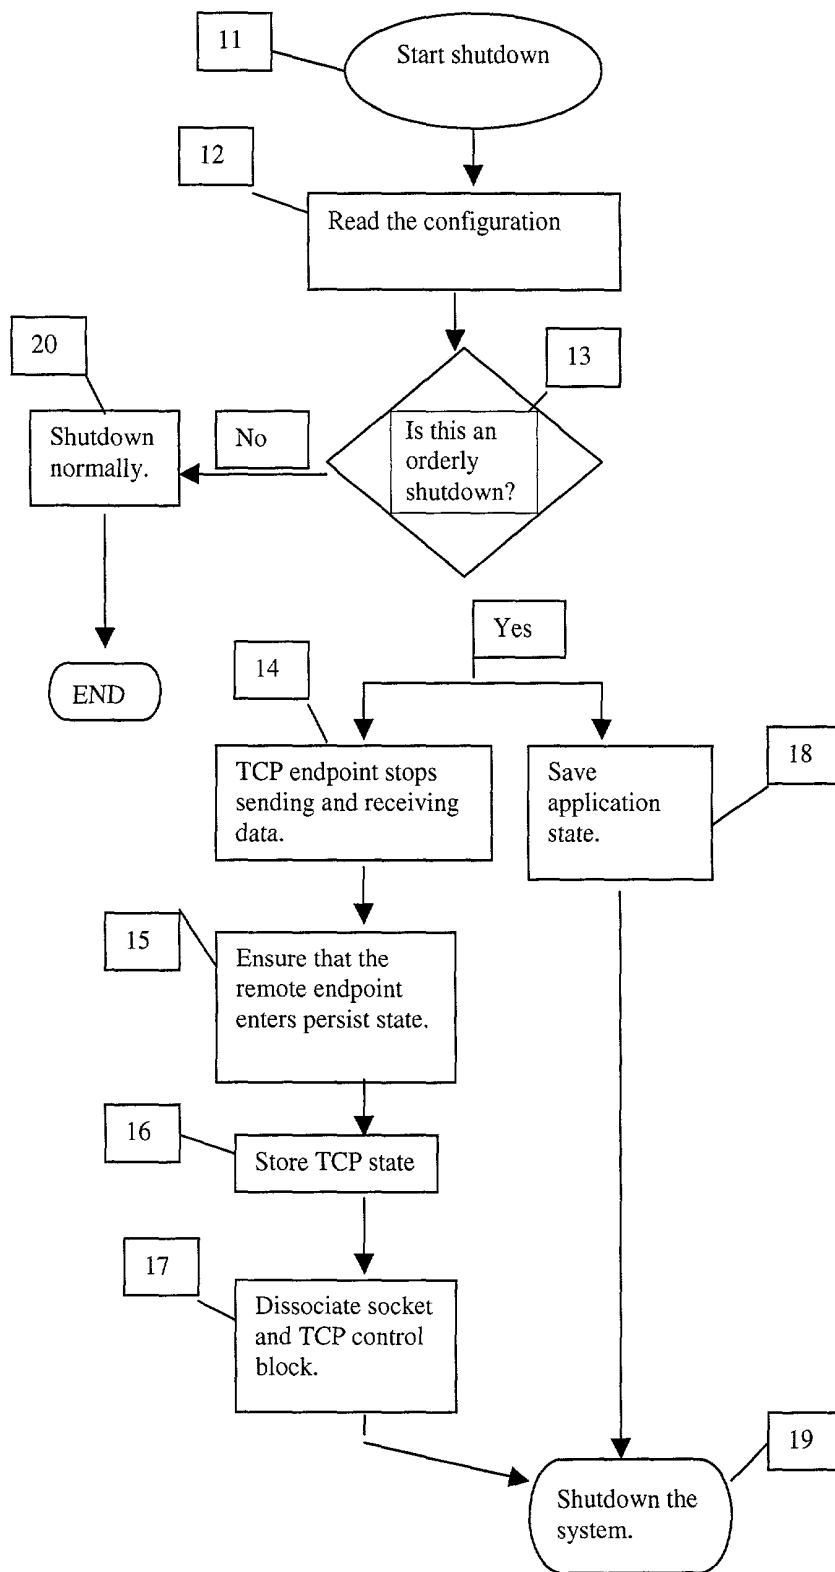 11
Start shutdown
12
Read the configuration
20
13
Shutdown
normally.
No
Is this an
orderly
shutdown?
Yes
14
END
TCP endpoint stops
sending and receiving
data.
Save
application
state.
18
15
Ensure that the
remote endpoint
enters persist state.
16
Store TCP state
17
Dissociate socket
and TCP control
block.
19
Shutdown the
system.